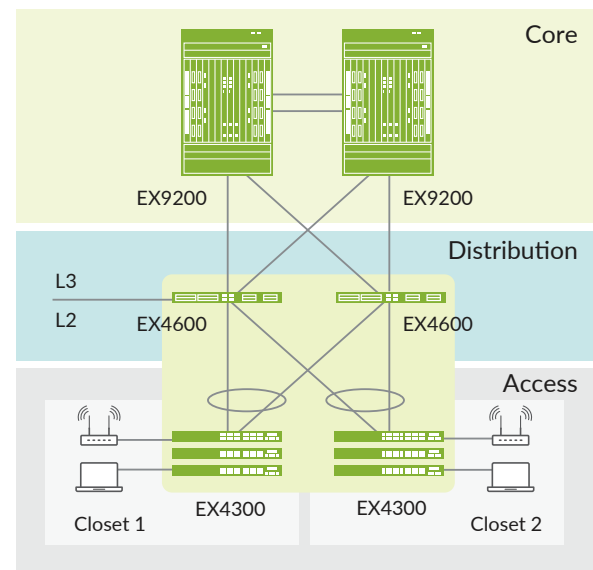 Core
EX9200
EX9200
Distribution
L3
L2
EX4600
EX4600
Access
EX4300
EX4300
Closet 1
Closet 2